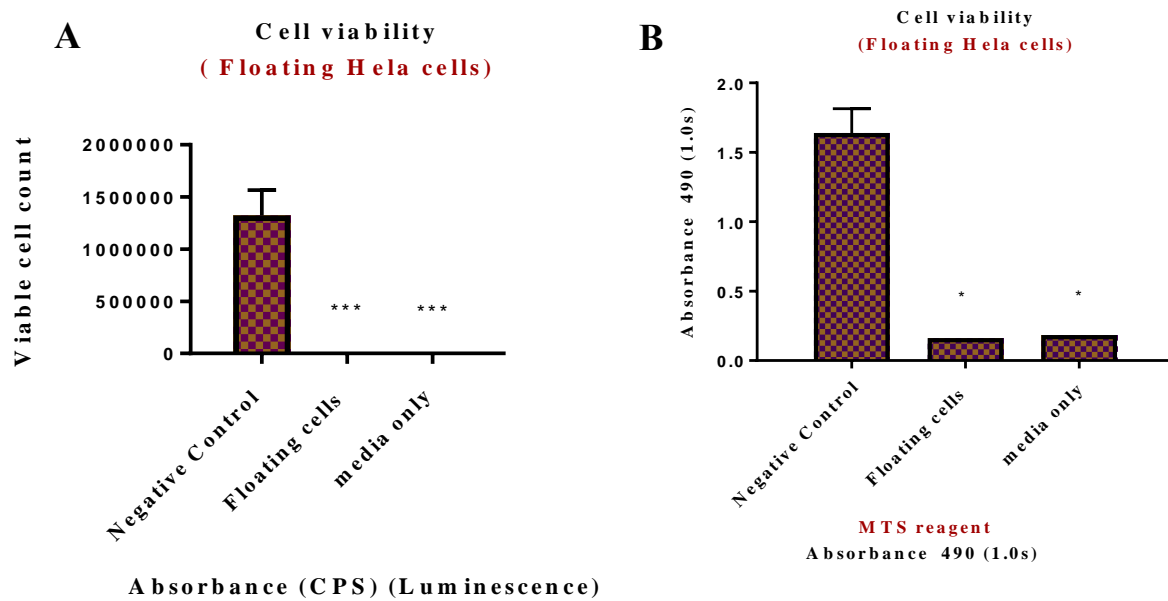 A
Cell viability
( Floating Hela cells)
Viable cell count
2000000
1500000
1000000
500000
0
***
***
Negative Control
Floating cells
media only
Absorbance (CPS) (Luminescence)
B
Cell viability
(Floating Hela cells)
Absorbance 490 (1.0s)
2.0
1.5
1.0
0.5
0.0
*
*
Negative Control
Floating cells
media only
MTS reagent
Absorbance 490 (1.0s)